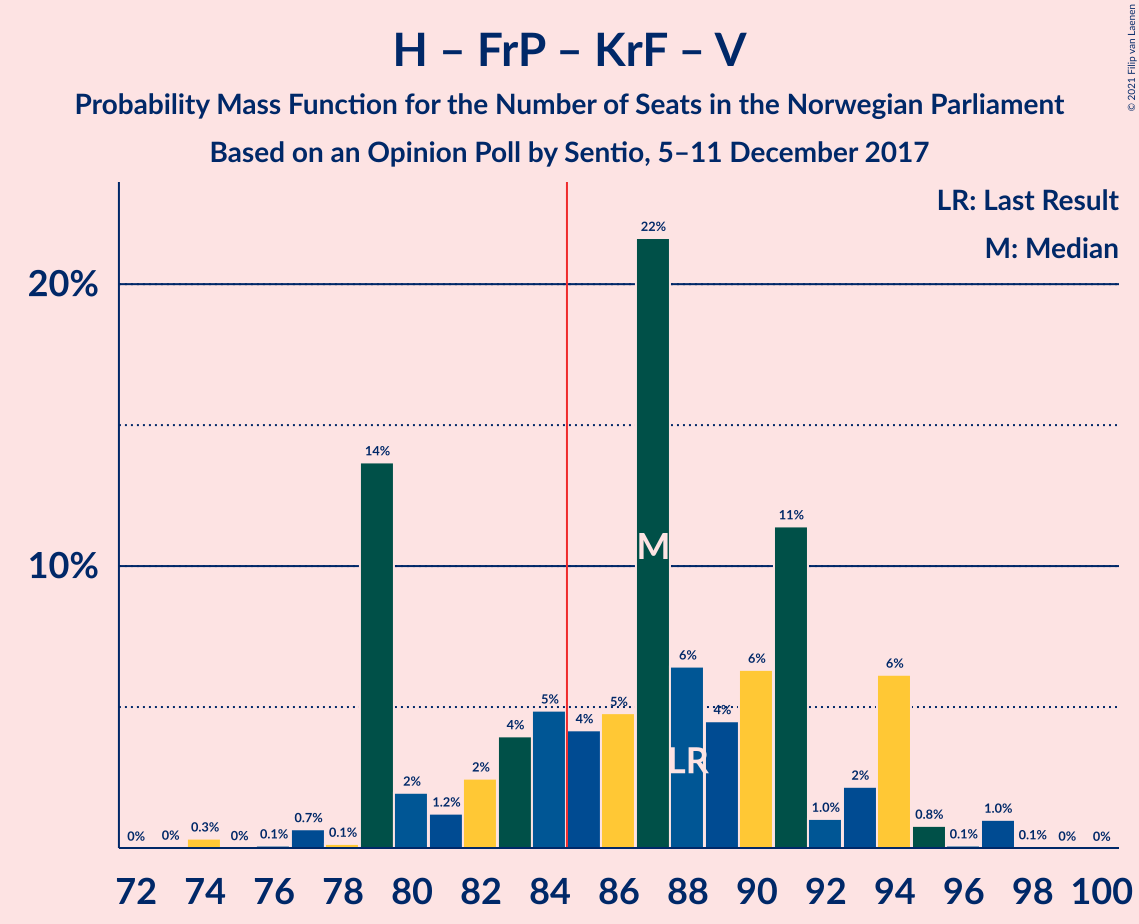 H – FrP – KrF – V
Probability Mass Function for the Number of Seats in the Norwegian Parliament
Based on an Opinion Poll by Sentio, 5–11 December 2017
© 2021 Filip van Laenen
LR: Last Result
M: Median
20%
10%
0% 0% 0.3% 0% 0.1% 0.7% 0.1% 14% 2% 1.2% 2% 4% 5% 4% 5% 22% 6% 4% 6% 11% 1.0% 2% 6% 0.8% 0.1% 1.0% 0.1% 0% 0%
M
LR
72 74 76 78 80 82 84 86 88 90 92 94 96 98 100